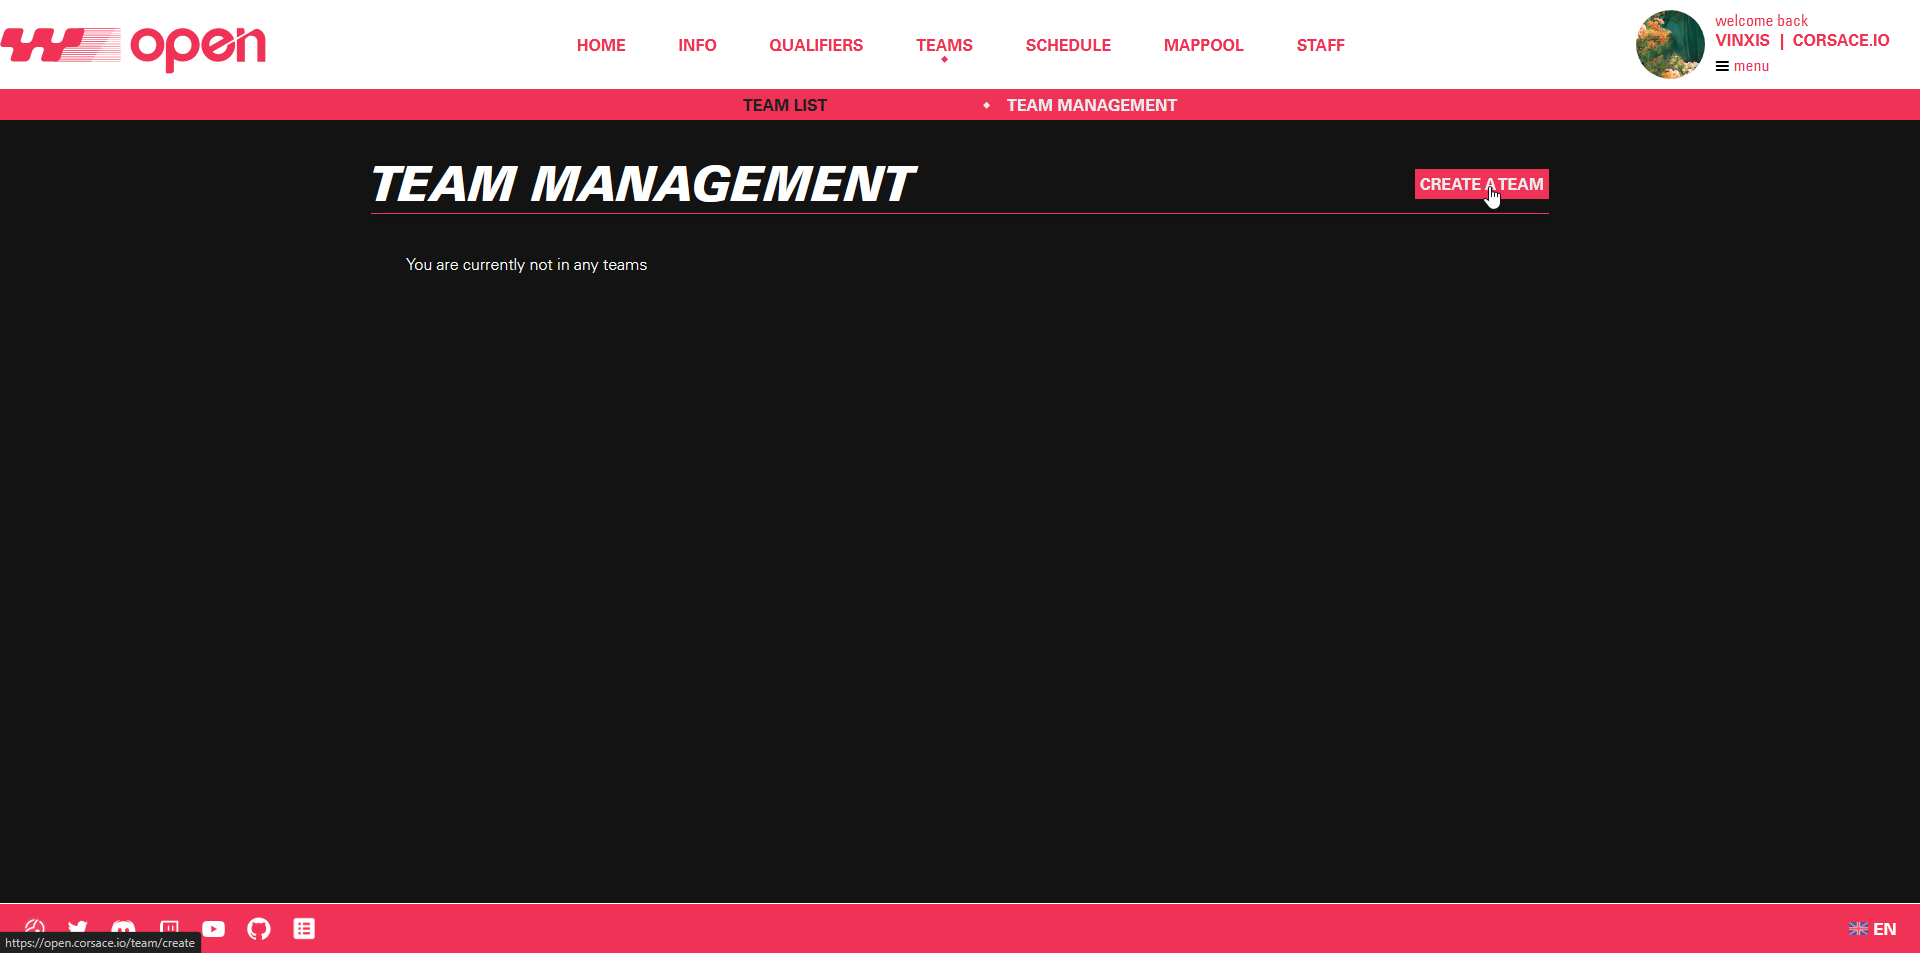 open
HOME INFO QUALIFIERS TEAMS SCHEDULE MAPPOOL STAFF
welcome back
VINXIS | CORSACE.IO
menu
TEAM LIST TEAM MANAGEMENT
TEAM MANAGEMENT
CREATE A TEAM
You are currently not in any teams
https://open.corsace.io/team/create
EN